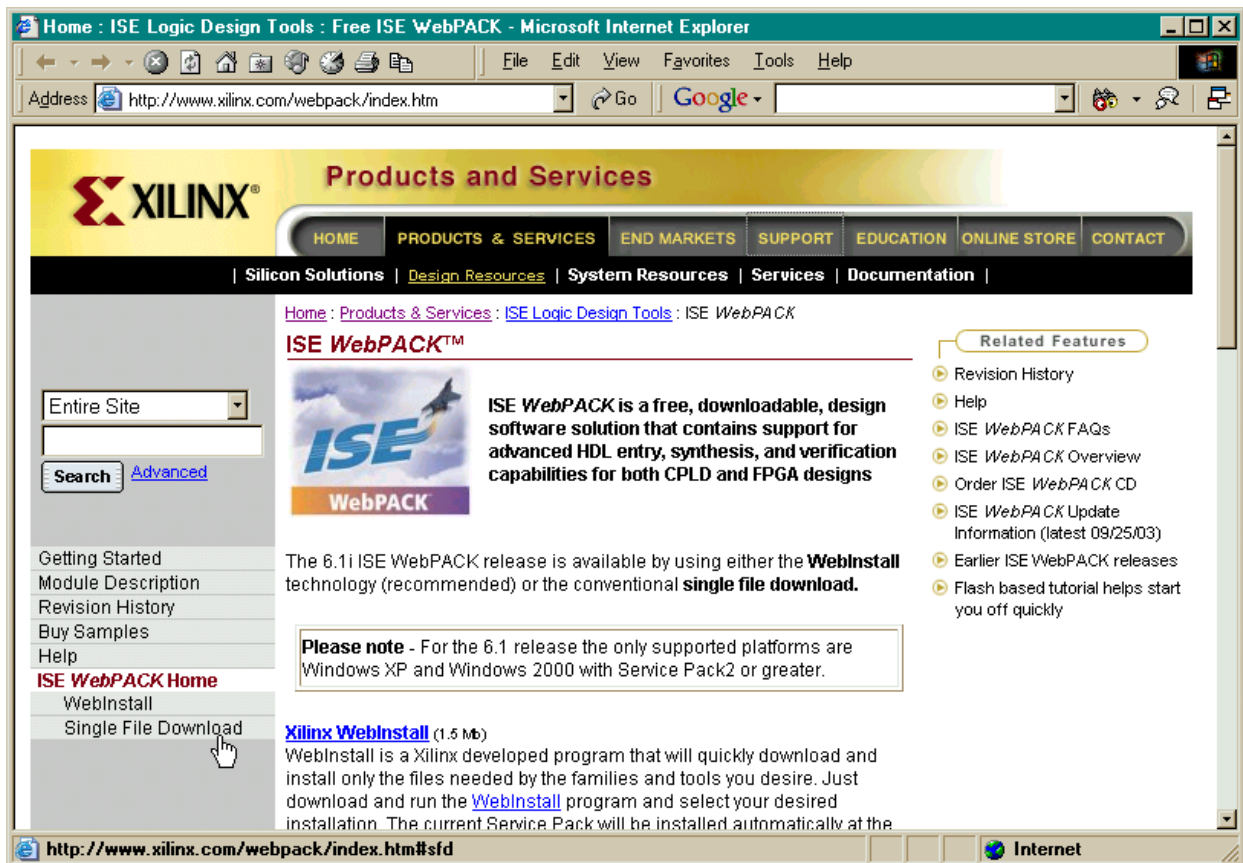 Home : ISE Logic Design Tools : Free ISE WebPACK - Microsoft Internet Explorer
File Edit View Favorites Tools Help
Address http://www.xilinx.com/webpack/index.htm Go Google
XILINX®
Products and Services
HOME PRODUCTS & SERVICES END MARKETS SUPPORT EDUCATION ONLINE STORE CONTACT
| Silicon Solutions | Design Resources | System Resources | Services | Documentation |
Home : Products & Services : ISE Logic Design Tools : ISE WebPACK
ISE WebPACK™
ISE
WebPACK
ISE WebPACK is a free, downloadable, design
software solution that contains support for
advanced HDL entry, synthesis, and verification
capabilities for both CPLD and FPGA designs
The 6.1i ISE WebPACK release is available by using either the WebInstall
technology (recommended) or the conventional single file download.
Please note - For the 6.1 release the only supported platforms are
Windows XP and Windows 2000 with Service Pack2 or greater.
Xilinx WebInstall (1.5 Mb)
WebInstall is a Xilinx developed program that will quickly download and
install only the files needed by the families and tools you desire. Just
download and run the WebInstall program and select your desired
installation. The current Service Pack will be installed automatically at the
Entire Site
Search Advanced
Getting Started
Module Description
Revision History
Buy Samples
Help
ISE WebPACK Home
WebInstall
Single File Download
Related Features
Revision History
Help
ISE WebPACK FAQs
ISE WebPACK Overview
Order ISE WebPACK CD
ISE WebPACK Update
Information (latest 09/25/03)
Earlier ISE WebPACK releases
Flash based tutorial helps start
you off quickly
http://www.xilinx.com/webpack/index.htm#sfd
Internet